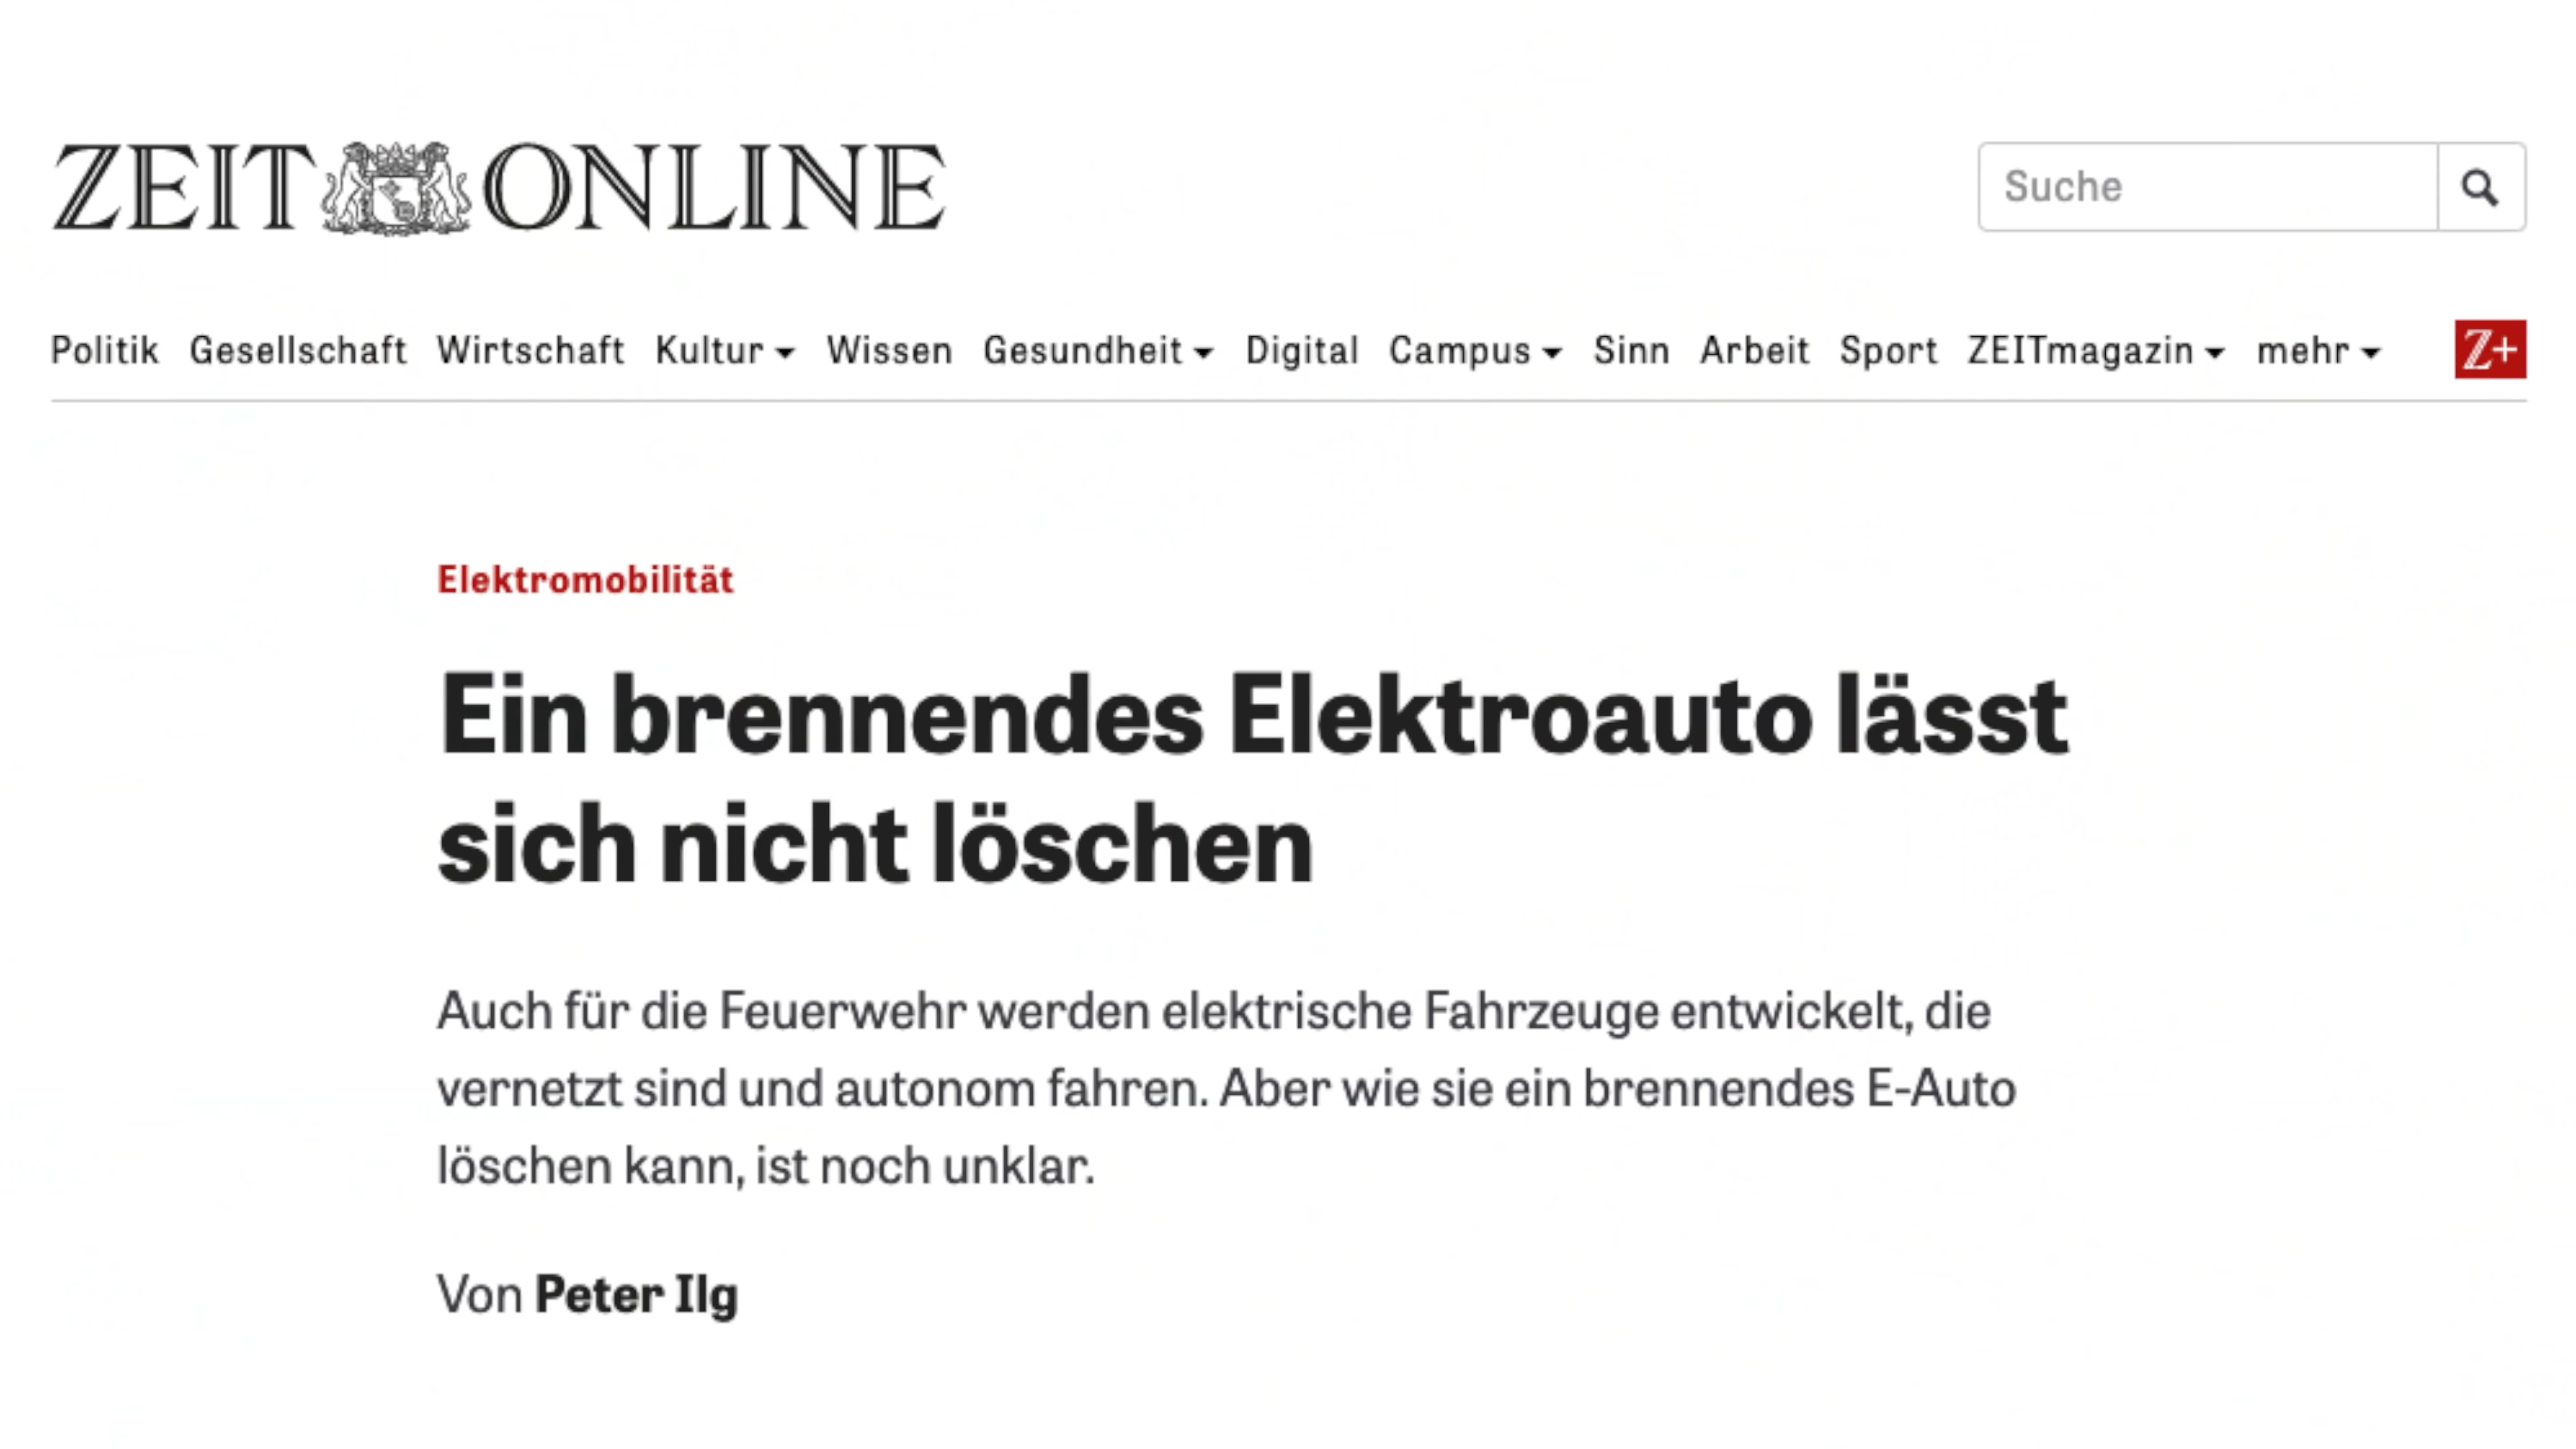 ZEIT ONLINE
Suche
Politik Gesellschaft Wirtschaft Kultur Wissen Gesundheit Digital Campus Sinn Arbeit Sport ZEITmagazin mehr Z+
Elektromobilität
Ein brennendes Elektroauto lässt
sich nicht löschen
Auch für die Feuerwehr werden elektrische Fahrzeuge entwickelt, die
vernetzt sind und autonom fahren. Aber wie sie ein brennendes E-Auto
löschen kann, ist noch unklar.
Von Peter Ilg